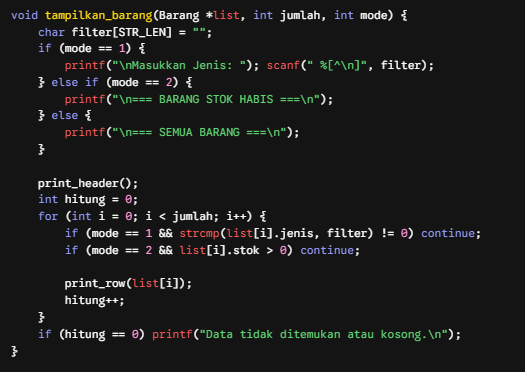 void tampilkan_barang(Barang *list, int jumlah, int mode) {
    char filter[STR_LEN] = "";
    if (mode == 1) {
        printf("\nMasukkan Jenis: "); scanf(" %[^\n]", filter);
    } else if (mode == 2) {
        printf("\n=== BARANG STOK HABIS ===\n");
    } else {
        printf("\n=== SEMUA BARANG ===\n");
    }

    print_header();
    int hitung = 0;
    for (int i = 0; i < jumlah; i++) {
        if (mode == 1 && strcmp(list[i].jenis, filter) != 0) continue;
        if (mode == 2 && list[i].stok > 0) continue;

        print_row(list[i]);
        hitung++;
    }
    if (hitung == 0) printf("Data tidak ditemukan atau kosong.\n");
}